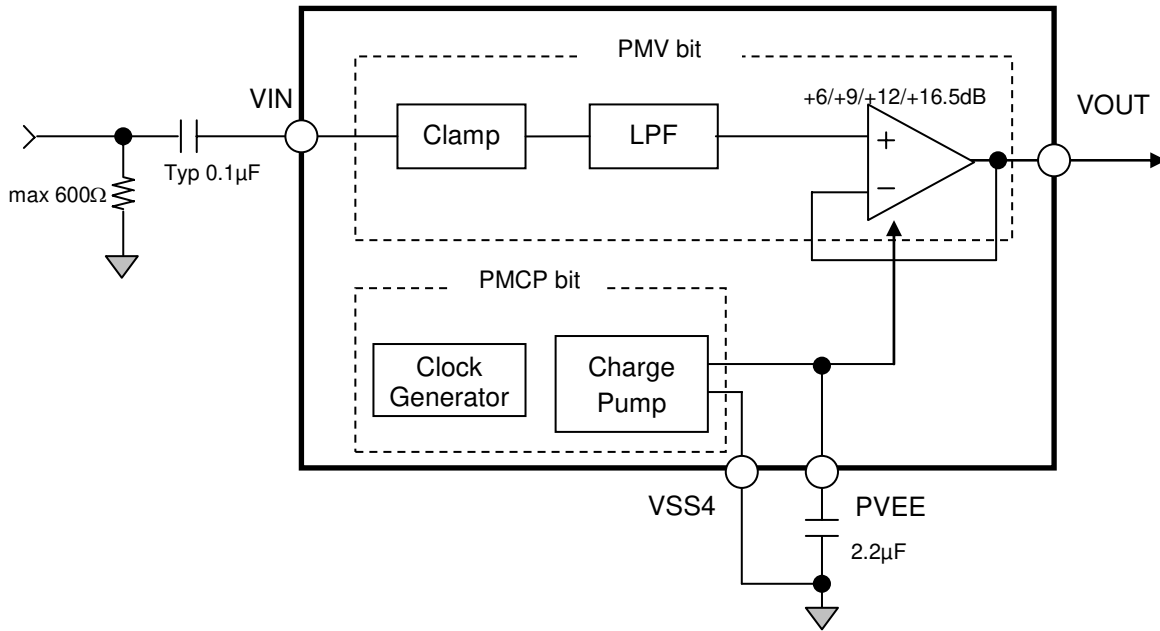 PMV bit
VIN
+6/+9/+12/+16.5dB
VOUT
Clamp
LPF
+
−
Typ 0.1µF
max 600Ω
PMCP bit
Clock
Generator
Charge
Pump
VSS4
PVEE
2.2µF